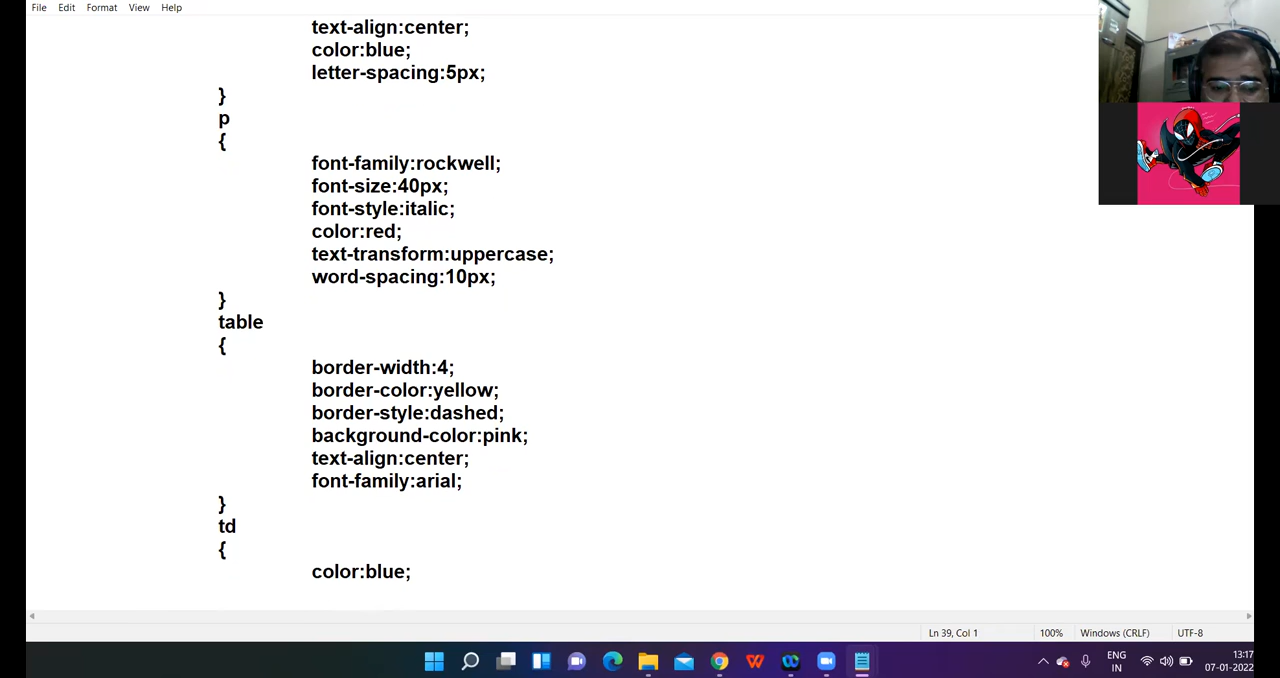 File Edit Format View Help
text-align:center;
color:blue;
letter-spacing:5px;
}
p
{
font-family:rockwell;
font-size:40px;
font-style:italic;
color:red;
text-transform:uppercase;
word-spacing:10px;
}
table
{
border-width:4;
border-color:yellow;
border-style:dashed;
background-color:pink;
text-align:center;
font-family:arial;
}
td
{
color:blue;
Ln 39, Col 1 100% Windows (CRLF) UTF-8
ENG
IN
13:17
07-01-2022